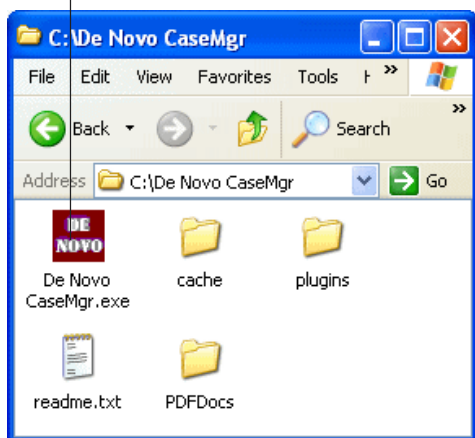 C:\De Novo CaseMgr
File Edit View Favorites Tools H »
Back Search »
Address C:\De Novo CaseMgr Go
DE
NOVO
De Novo cache plugins
CaseMgr.exe
readme.txt PDFDocs